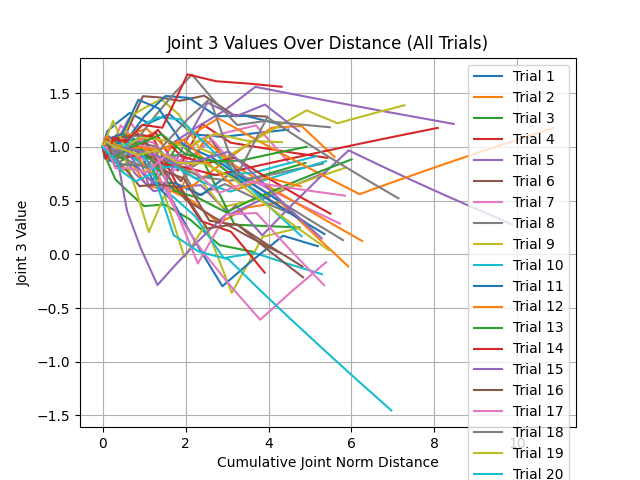 Joint 3 Values Over Distance (All Trials)
1.5
1.0
0.5
0.0
−0.5
−1.0
−1.5
Joint 3 Value
0
2
4
6
8
10
Cumulative Joint Norm Distance
Trial 1
Trial 2
Trial 3
Trial 4
Trial 5
Trial 6
Trial 7
Trial 8
Trial 9
Trial 10
Trial 11
Trial 12
Trial 13
Trial 14
Trial 15
Trial 16
Trial 17
Trial 18
Trial 19
Trial 20